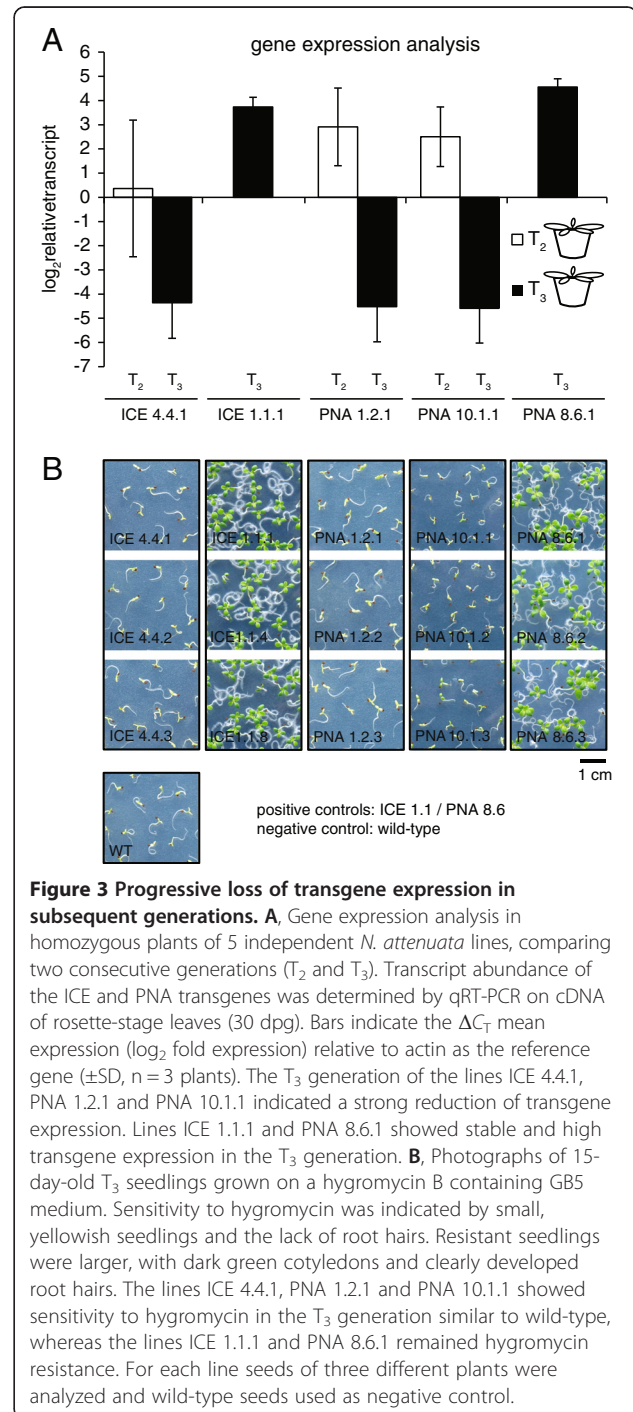 A
gene expression analysis
6
5
4
3
2
1
0
-1
-2
-3
-4
-5
-6
-7
log₂relativetranscript
T₂
T₃
T₂ T₃ T₃ T₂ T₃ T₂ T₃ T₃
ICE 4.4.1 ICE 1.1.1 PNA 1.2.1 PNA 10.1.1 PNA 8.6.1
B
ICE 4.4.1 ICE 1.1.1 PNA 1.2.1 PNA 10.1.1 PNA 8.6.1
ICE 4.4.2 ICE1.1.4 PNA 1.2.2 PNA 10.1.2 PNA 8.6.2
ICE 4.4.3 ICE1.1.8 PNA 1.2.3 PNA 10.1.3 PNA 8.6.3
1 cm
WT
positive controls: ICE 1.1 / PNA 8.6
negative control: wild-type
Figure 3 Progressive loss of transgene expression in
subsequent generations. A, Gene expression analysis in
homozygous plants of 5 independent N. attenuata lines, comparing
two consecutive generations (T₂ and T₃). Transcript abundance of
the ICE and PNA transgenes was determined by qRT-PCR on cDNA
of rosette-stage leaves (30 dpg). Bars indicate the ΔC_T mean
expression (log₂ fold expression) relative to actin as the reference
gene (±SD, n = 3 plants). The T₃ generation of the lines ICE 4.4.1,
PNA 1.2.1 and PNA 10.1.1 indicated a strong reduction of transgene
expression. Lines ICE 1.1.1 and PNA 8.6.1 showed stable and high
transgene expression in the T₃ generation. B, Photographs of 15-
day-old T₃ seedlings grown on a hygromycin B containing GB5
medium. Sensitivity to hygromycin was indicated by small,
yellowish seedlings and the lack of root hairs. Resistant seedlings
were larger, with dark green cotyledons and clearly developed
root hairs. The lines ICE 4.4.1, PNA 1.2.1 and PNA 10.1.1 showed
sensitivity to hygromycin in the T₃ generation similar to wild-type,
whereas the lines ICE 1.1.1 and PNA 8.6.1 remained hygromycin
resistance. For each line seeds of three different plants were
analyzed and wild-type seeds used as negative control.